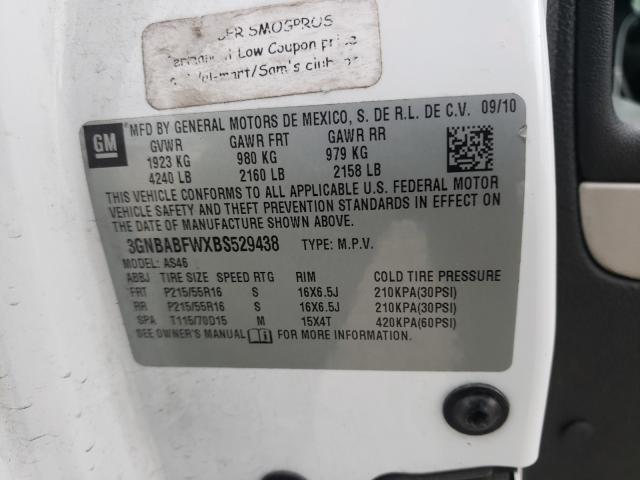 ER SMOGPROS
Low Coupon price
mart/Sam's club
GM
MFD BY GENERAL MOTORS DE MEXICO, S. DE R.L. DE C.V. 09/10
GVWR GAWR FRT GAWR RR
1923 KG 980 KG 979 KG
4240 LB 2160 LB 2158 LB
THIS VEHICLE CONFORMS TO ALL APPLICABLE U.S. FEDERAL MOTOR
VEHICLE SAFETY AND THEFT PREVENTION STANDARDS IN EFFECT ON
THE DATE OF MANUFACTURE SHOWN ABOVE.
3GNBABFWXBS529438 TYPE: M.P.V.
MODEL: AS46
ABBJ TIRE SIZE SPEED RTG RIM COLD TIRE PRESSURE
FRT P215/55R16 S 16X6.5J 210KPA(30PSI)
RR P215/55R16 S 16X6.5J 210KPA(30PSI)
SPA T115/70D15 M 15X4T 420KPA(60PSI)
SEE OWNER'S MANUAL FOR MORE INFORMATION.